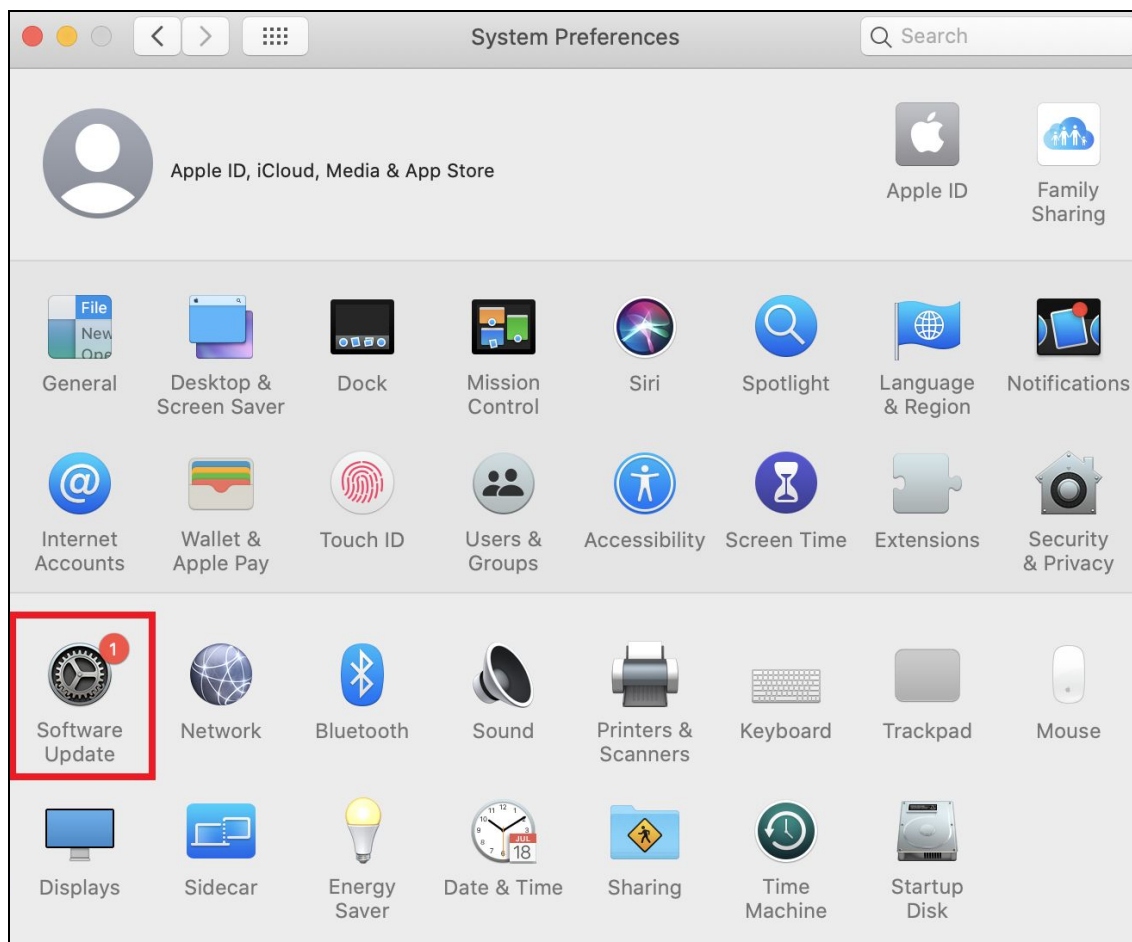 System Preferences
Search
Apple ID, iCloud, Media & App Store
Apple ID
Family
Sharing
File
New
Ope
General
Desktop &
Screen Saver
Dock
Mission
Control
Siri
Spotlight
Language
& Region
Notifications
Internet
Accounts
Wallet &
Apple Pay
Touch ID
Users &
Groups
Accessibility
Screen Time
Extensions
Security
& Privacy
1
Software
Update
Network
Bluetooth
Sound
Printers &
Scanners
Keyboard
Trackpad
Mouse
Displays
Sidecar
Energy
Saver
JUL
18
Date & Time
Sharing
Time
Machine
Startup
Disk